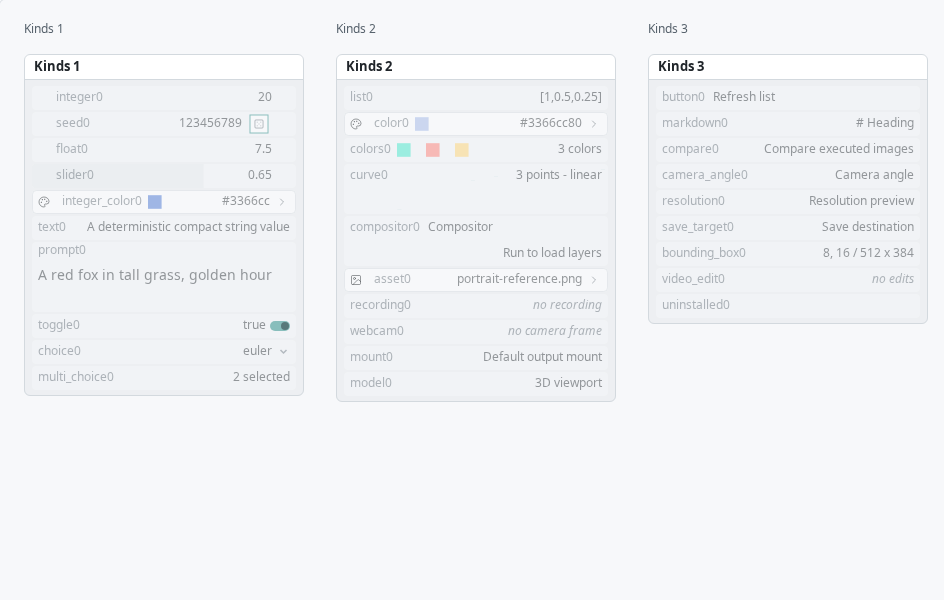 Kinds 1
Kinds 1
integer0 20
seed0 123456789
float0 7.5
slider0 0.65
integer_color0 #3366cc
text0 A deterministic compact string value
prompt0
A red fox in tall grass, golden hour
toggle0 true
choice0 euler
multi_choice0 2 selected
Kinds 2
Kinds 2
list0 [1,0.5,0.25]
color0 #3366cc80
colors0 3 colors
curve0 3 points - linear
compositor0 Compositor
Run to load layers
asset0 portrait-reference.png
recording0 no recording
webcam0 no camera frame
mount0 Default output mount
model0 3D viewport
Kinds 3
Kinds 3
button0 Refresh list
markdown0 # Heading
compare0 Compare executed images
camera_angle0 Camera angle
resolution0 Resolution preview
save_target0 Save destination
bounding_box0 8, 16 / 512 x 384
video_edit0 no edits
uninstalled0